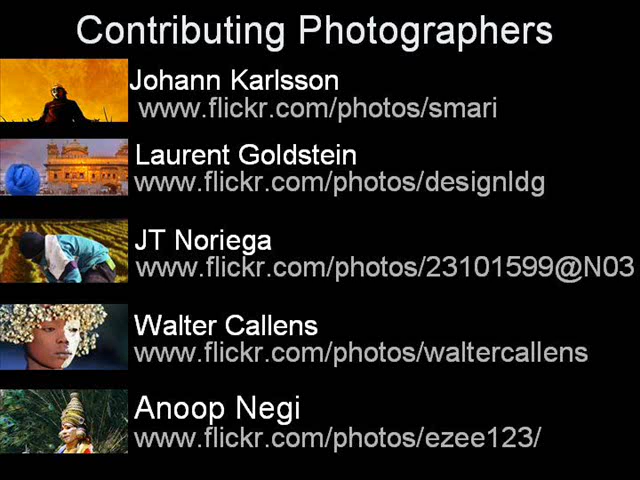 Contributing Photographers
Johann Karlsson
www.flickr.com/photos/smari
Laurent Goldstein
www.flickr.com/photos/designldg
JT Noriega
www.flickr.com/photos/23101599@N03
Walter Callens
www.flickr.com/photos/waltercallens
Anoop Negi
www.flickr.com/photos/ezee123/